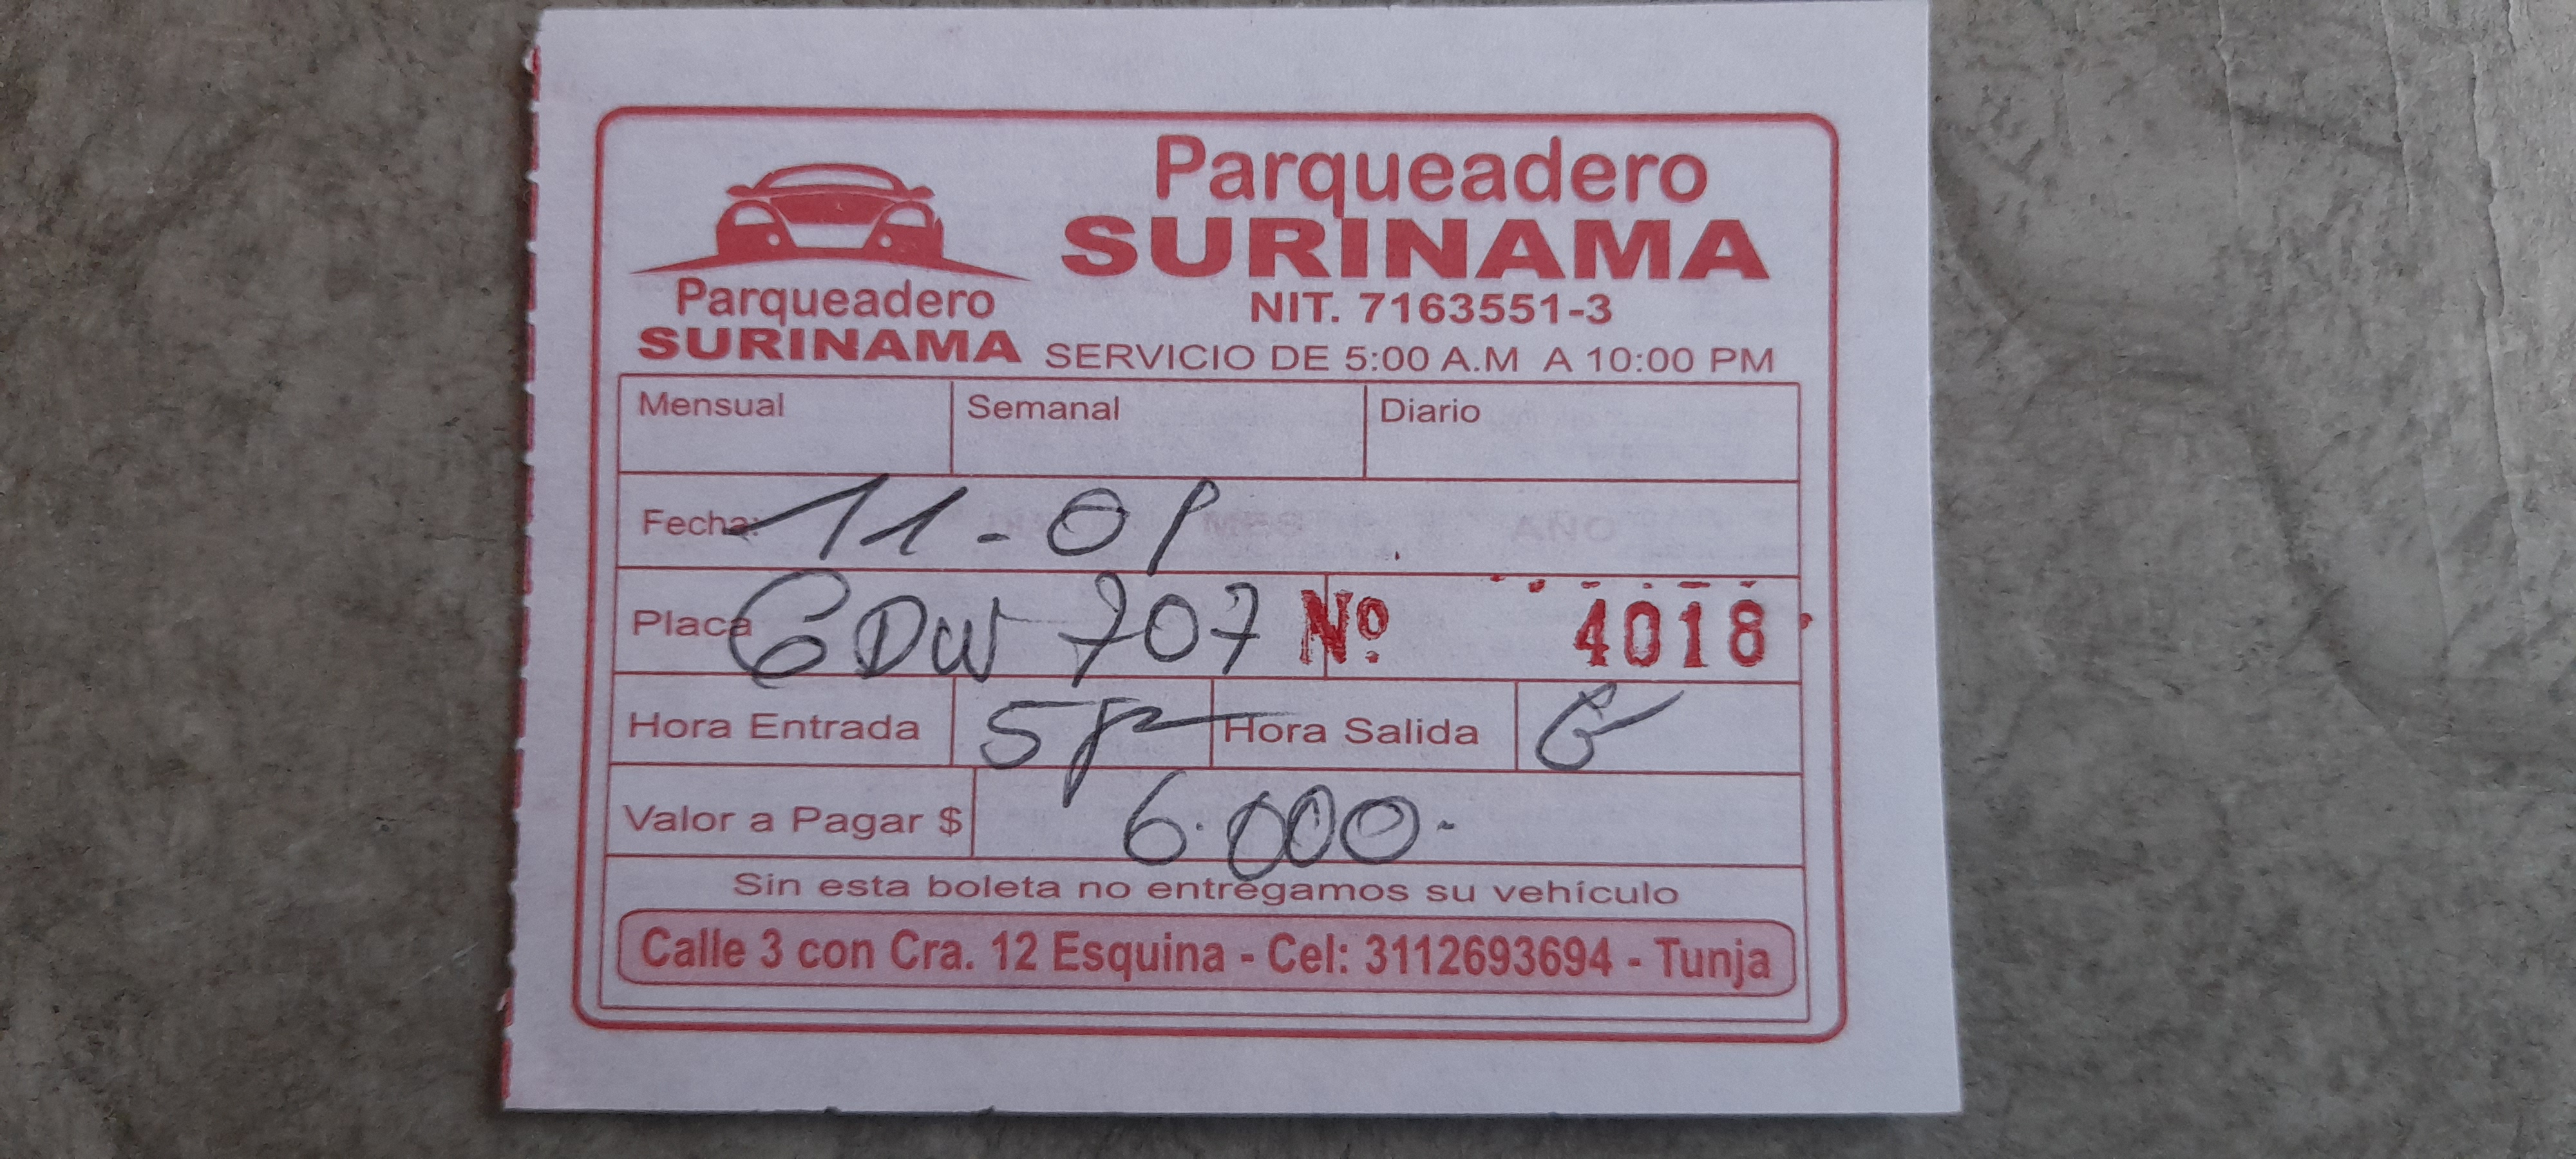 Parqueadero
SURINAMA
Parqueadero
SURINAMA
NIT. 7163551-3
SERVICIO DE 5:00 A.M A 10:00 PM
Mensual Semanal Diario
Fecha: 11-01
Placa GDW 707 Nº 4018
Hora Entrada 5 Hora Salida
Valor a Pagar $ 6.000.-
Sin esta boleta no entregamos su vehículo
Calle 3 con Cra. 12 Esquina - Cel: 3112693694 - Tunja